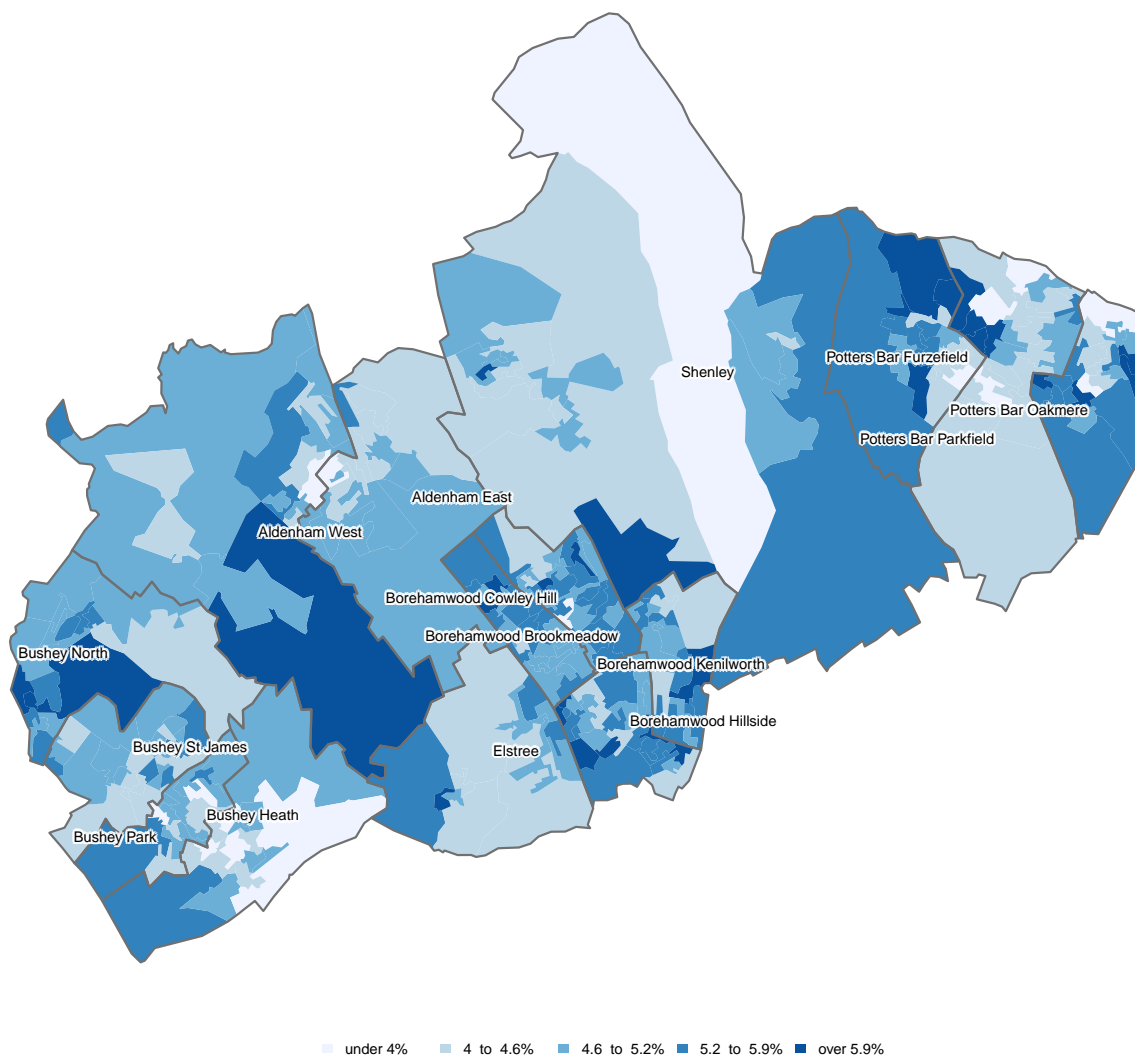 Shenley
Potters Bar Furzefield
Potters Bar Oakmere
Potters Bar Parkfield
Aldenham East
Aldenham West
Borehamwood Cowley Hill
Borehamwood Brookmeadow
Bushey North
Borehamwood Kenilworth
Borehamwood Hillside
Bushey St James
Elstree
Bushey Heath
Bushey Park
under 4% 4 to 4.6% 4.6 to 5.2% 5.2 to 5.9% over 5.9%